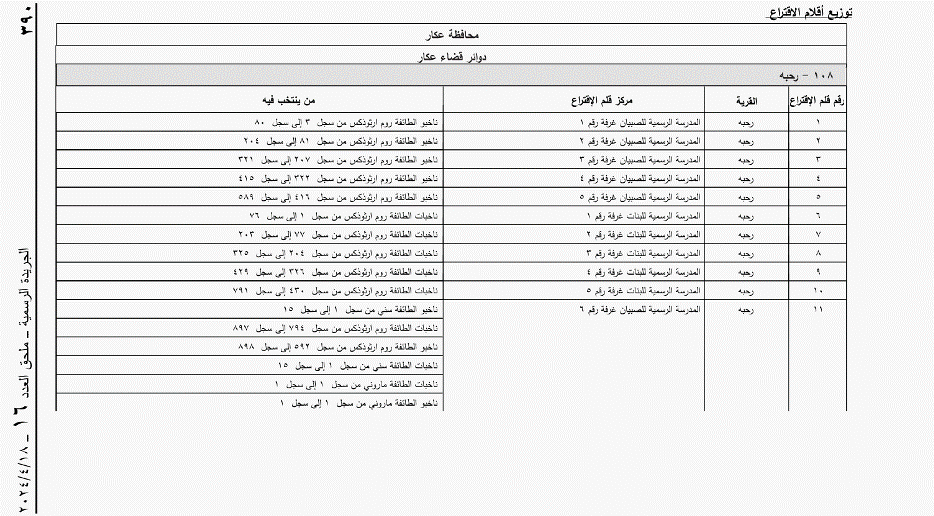 توزيع أقلام الاقتراع
محافظة عكار
دوائر قضاء عكار
١٠٨ - رحبه
رقم قلم الإقتراع القرية مركز قلم الإقتراع من ينتخب فيه
١ رحبه المدرسة الرسمية للصبيان غرفة رقم ١ ناخبو الطائفة روم ارثوذكس من سجل ٣ إلى سجل ٨٠
٢ رحبه المدرسة الرسمية للصبيان غرفة رقم ٢ ناخبو الطائفة روم ارثوذكس من سجل ٨١ إلى سجل ٢٠٤
٣ رحبه المدرسة الرسمية للصبيان غرفة رقم ٣ ناخبو الطائفة روم ارثوذكس من سجل ٢٠٧ إلى سجل ٣٢١
٤ رحبه المدرسة الرسمية للصبيان غرفة رقم ٤ ناخبو الطائفة روم ارثوذكس من سجل ٣٢٢ إلى سجل ٤١٥
٥ رحبه المدرسة الرسمية للصبيان غرفة رقم ٥ ناخبو الطائفة روم ارثوذكس من سجل ٤١٦ إلى سجل ٥٨٩
٦ رحبه المدرسة الرسمية للبنات غرفة رقم ١ ناخبات الطائفة روم ارثوذكس من سجل ١ إلى سجل ٧٦
٧ رحبه المدرسة الرسمية للبنات غرفة رقم ٢ ناخبات الطائفة روم ارثوذكس من سجل ٧٧ إلى سجل ٢٠٣
٨ رحبه المدرسة الرسمية للبنات غرفة رقم ٣ ناخبات الطائفة روم ارثوذكس من سجل ٢٠٤ إلى سجل ٣٢٥
٩ رحبه المدرسة الرسمية للبنات غرفة رقم ٤ ناخبات الطائفة روم ارثوذكس من سجل ٣٢٦ إلى سجل ٤٢٩
١٠ رحبه المدرسة الرسمية للبنات غرفة رقم ٥ ناخبات الطائفة روم ارثوذكس من سجل ٤٣٠ إلى سجل ٧٩١
١١ رحبه المدرسة الرسمية للصبيان غرفة رقم ٦ ناخبو الطائفة سني من سجل ١ إلى سجل ١٥
ناخبات الطائفة روم ارثوذكس من سجل ٧٩٤ إلى سجل ٨٩٧
ناخبو الطائفة روم ارثوذكس من سجل ٥٩٢ إلى سجل ٨٩٨
ناخبات الطائفة سني من سجل ١ إلى سجل ١٥
ناخبات الطائفة ماروني من سجل ١ إلى سجل ١
ناخبو الطائفة ماروني من سجل ١ إلى سجل ١
٣٩٠
الجريدة الرسمية – ملحق العدد ١٦ – ٢٠٢٤/٤/١٨